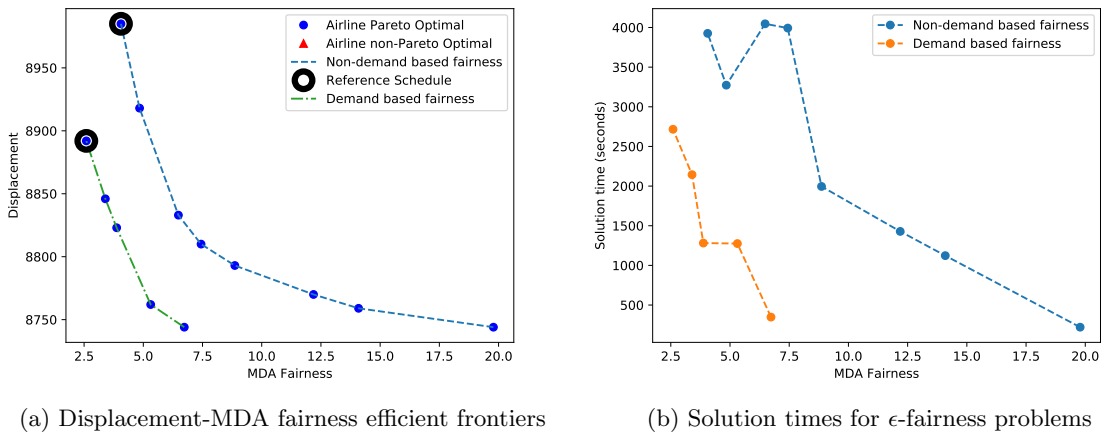 Airline Pareto Optimal
Airline non-Pareto Optimal
Non-demand based fairness
Reference Schedule
Demand based fairness
Displacement
8950
8900
8850
8800
8750
2.5 5.0 7.5 10.0 12.5 15.0 17.5 20.0
MDA Fairness
(a) Displacement-MDA fairness efficient frontiers
Non-demand based fairness
Demand based fairness
Solution time (seconds)
4000
3500
3000
2500
2000
1500
1000
500
2.5 5.0 7.5 10.0 12.5 15.0 17.5 20.0
MDA Fairness
(b) Solution times for ϵ-fairness problems